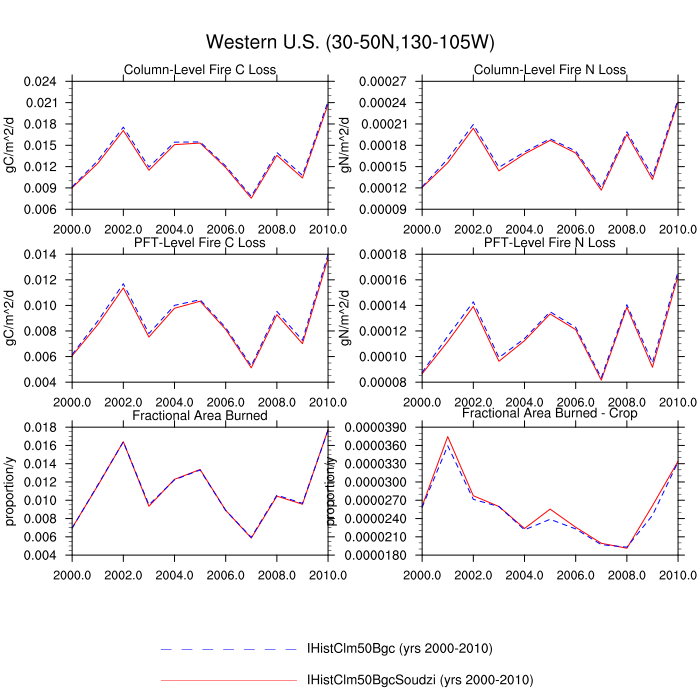 Western U.S. (30-50N,130-105W)
Column-Level Fire C Loss
gC/m^2/d
0.024
0.021
0.018
0.015
0.012
0.009
0.006
2000.0 2002.0 2004.0 2006.0 2008.0 2010.0
Column-Level Fire N Loss
gN/m^2/d
0.00027
0.00024
0.00021
0.00018
0.00015
0.00012
0.00009
2000.0 2002.0 2004.0 2006.0 2008.0 2010.0
PFT-Level Fire C Loss
gC/m^2/d
0.014
0.012
0.010
0.008
0.006
0.004
2000.0 2002.0 2004.0 2006.0 2008.0 2010.0
PFT-Level Fire N Loss
gN/m^2/d
0.00018
0.00016
0.00014
0.00012
0.00010
0.00008
2000.0 2002.0 2004.0 2006.0 2008.0 2010.0
Fractional Area Burned
proportion/y
0.018
0.016
0.014
0.012
0.010
0.008
0.006
0.004
2000.0 2002.0 2004.0 2006.0 2008.0 2010.0
Fractional Area Burned - Crop
proportion/y
0.0000390
0.0000360
0.0000330
0.0000300
0.0000270
0.0000240
0.0000210
0.0000180
2000.0 2002.0 2004.0 2006.0 2008.0 2010.0
IHistClm50Bgc (yrs 2000-2010)
IHistClm50BgcSoudzi (yrs 2000-2010)